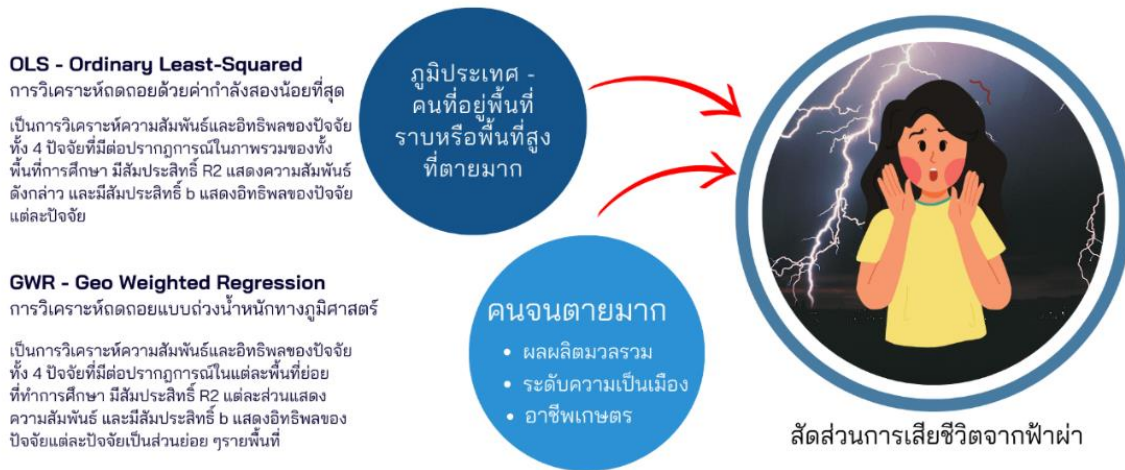 OLS - Ordinary Least-Squared
การวิเคราะห์ถดถอยด้วยค่ากำลังสองน้อยที่สุด
เป็นการวิเคราะห์ความสัมพันธ์และอิทธิพลของปัจจัย
ทั้ง 4 ปัจจัยที่มีต่อปรากฏการณ์ในภาพรวมของทั้ง
พื้นที่การศึกษา มีสัมประสิทธิ์ R2 แสดงความสัมพันธ์
ดังกล่าว และมีสัมประสิทธิ์ b แสดงอิทธิพลของปัจจัย
แต่ละปัจจัย
GWR - Geo Weighted Regression
การวิเคราะห์ถดถอยแบบถ่วงน้ำหนักทางภูมิศาสตร์
เป็นการวิเคราะห์ความสัมพันธ์และอิทธิพลของปัจจัย
ทั้ง 4 ปัจจัยที่มีต่อปรากฏการณ์ในแต่ละพื้นที่ย่อย
ที่ทำการศึกษา มีสัมประสิทธิ์ R2 แต่ละส่วนแสดง
ความสัมพันธ์ และมีสัมประสิทธิ์ b แสดงอิทธิพลของ
ปัจจัยแต่ละปัจจัยเป็นส่วนย่อย ๆรายพื้นที่
ภูมิประเทศ -
คนที่อยู่พื้นที่
ราบหรือพื้นที่สูง
ที่ตายมาก
คนจนตายมาก
• ผลผลิตมวลรวม
• ระดับความเป็นเมือง
• อาชีพเกษตร
สัดส่วนการเสียชีวิตจากฟ้าผ่า